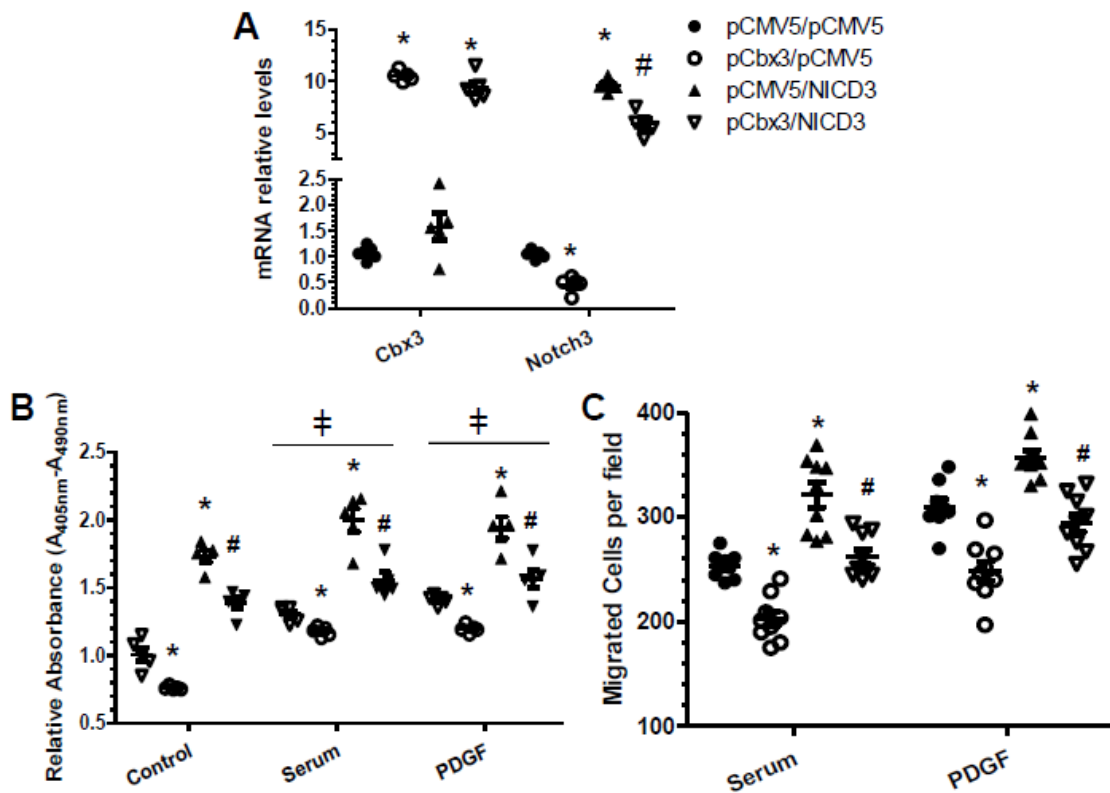 A
mRNA relative levels
15
10
5
2.5
2.0
1.5
1.0
0.5
0.0
* * * # *
Cbx3
Notch3
pCMV5/pCMV5
pCbx3/pCMV5
pCMV5/NICD3
pCbx3/NICD3
B
Relative Absorbance (A405nm-A490nm)
2.5
2.0
1.5
1.0
0.5
ǂ ǂ
* * # * * # * * #
Control
Serum
PDGF
C
Migrated Cells per field
400
300
200
100
* * # * * #
Serum
PDGF